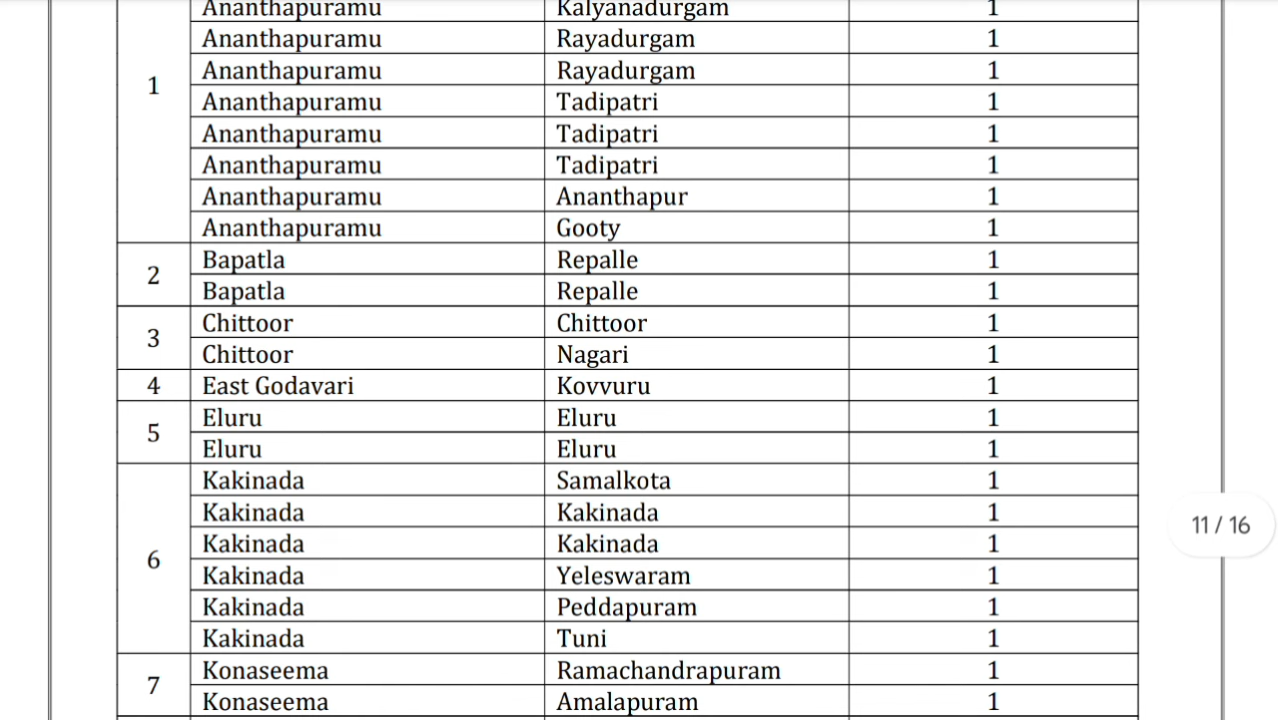 Ananthapuramu Kalyanadurgam 1
Ananthapuramu Rayadurgam 1
Ananthapuramu Rayadurgam 1
Ananthapuramu Tadipatri 1
1 Ananthapuramu Tadipatri 1
Ananthapuramu Tadipatri 1
Ananthapuramu Ananthapur 1
Ananthapuramu Gooty 1
2 Bapatla Repalle 1
Bapatla Repalle 1
3 Chittoor Chittoor 1
Chittoor Nagari 1
4 East Godavari Kovvuru 1
5 Eluru Eluru 1
Eluru Eluru 1
Kakinada Samalkota 1
Kakinada Kakinada 1
6 Kakinada Kakinada 1
Kakinada Yeleswaram 1
Kakinada Peddapuram 1
Kakinada Tuni 1
7 Konaseema Ramachandrapuram 1
Konaseema Amalapuram 1
11 / 16